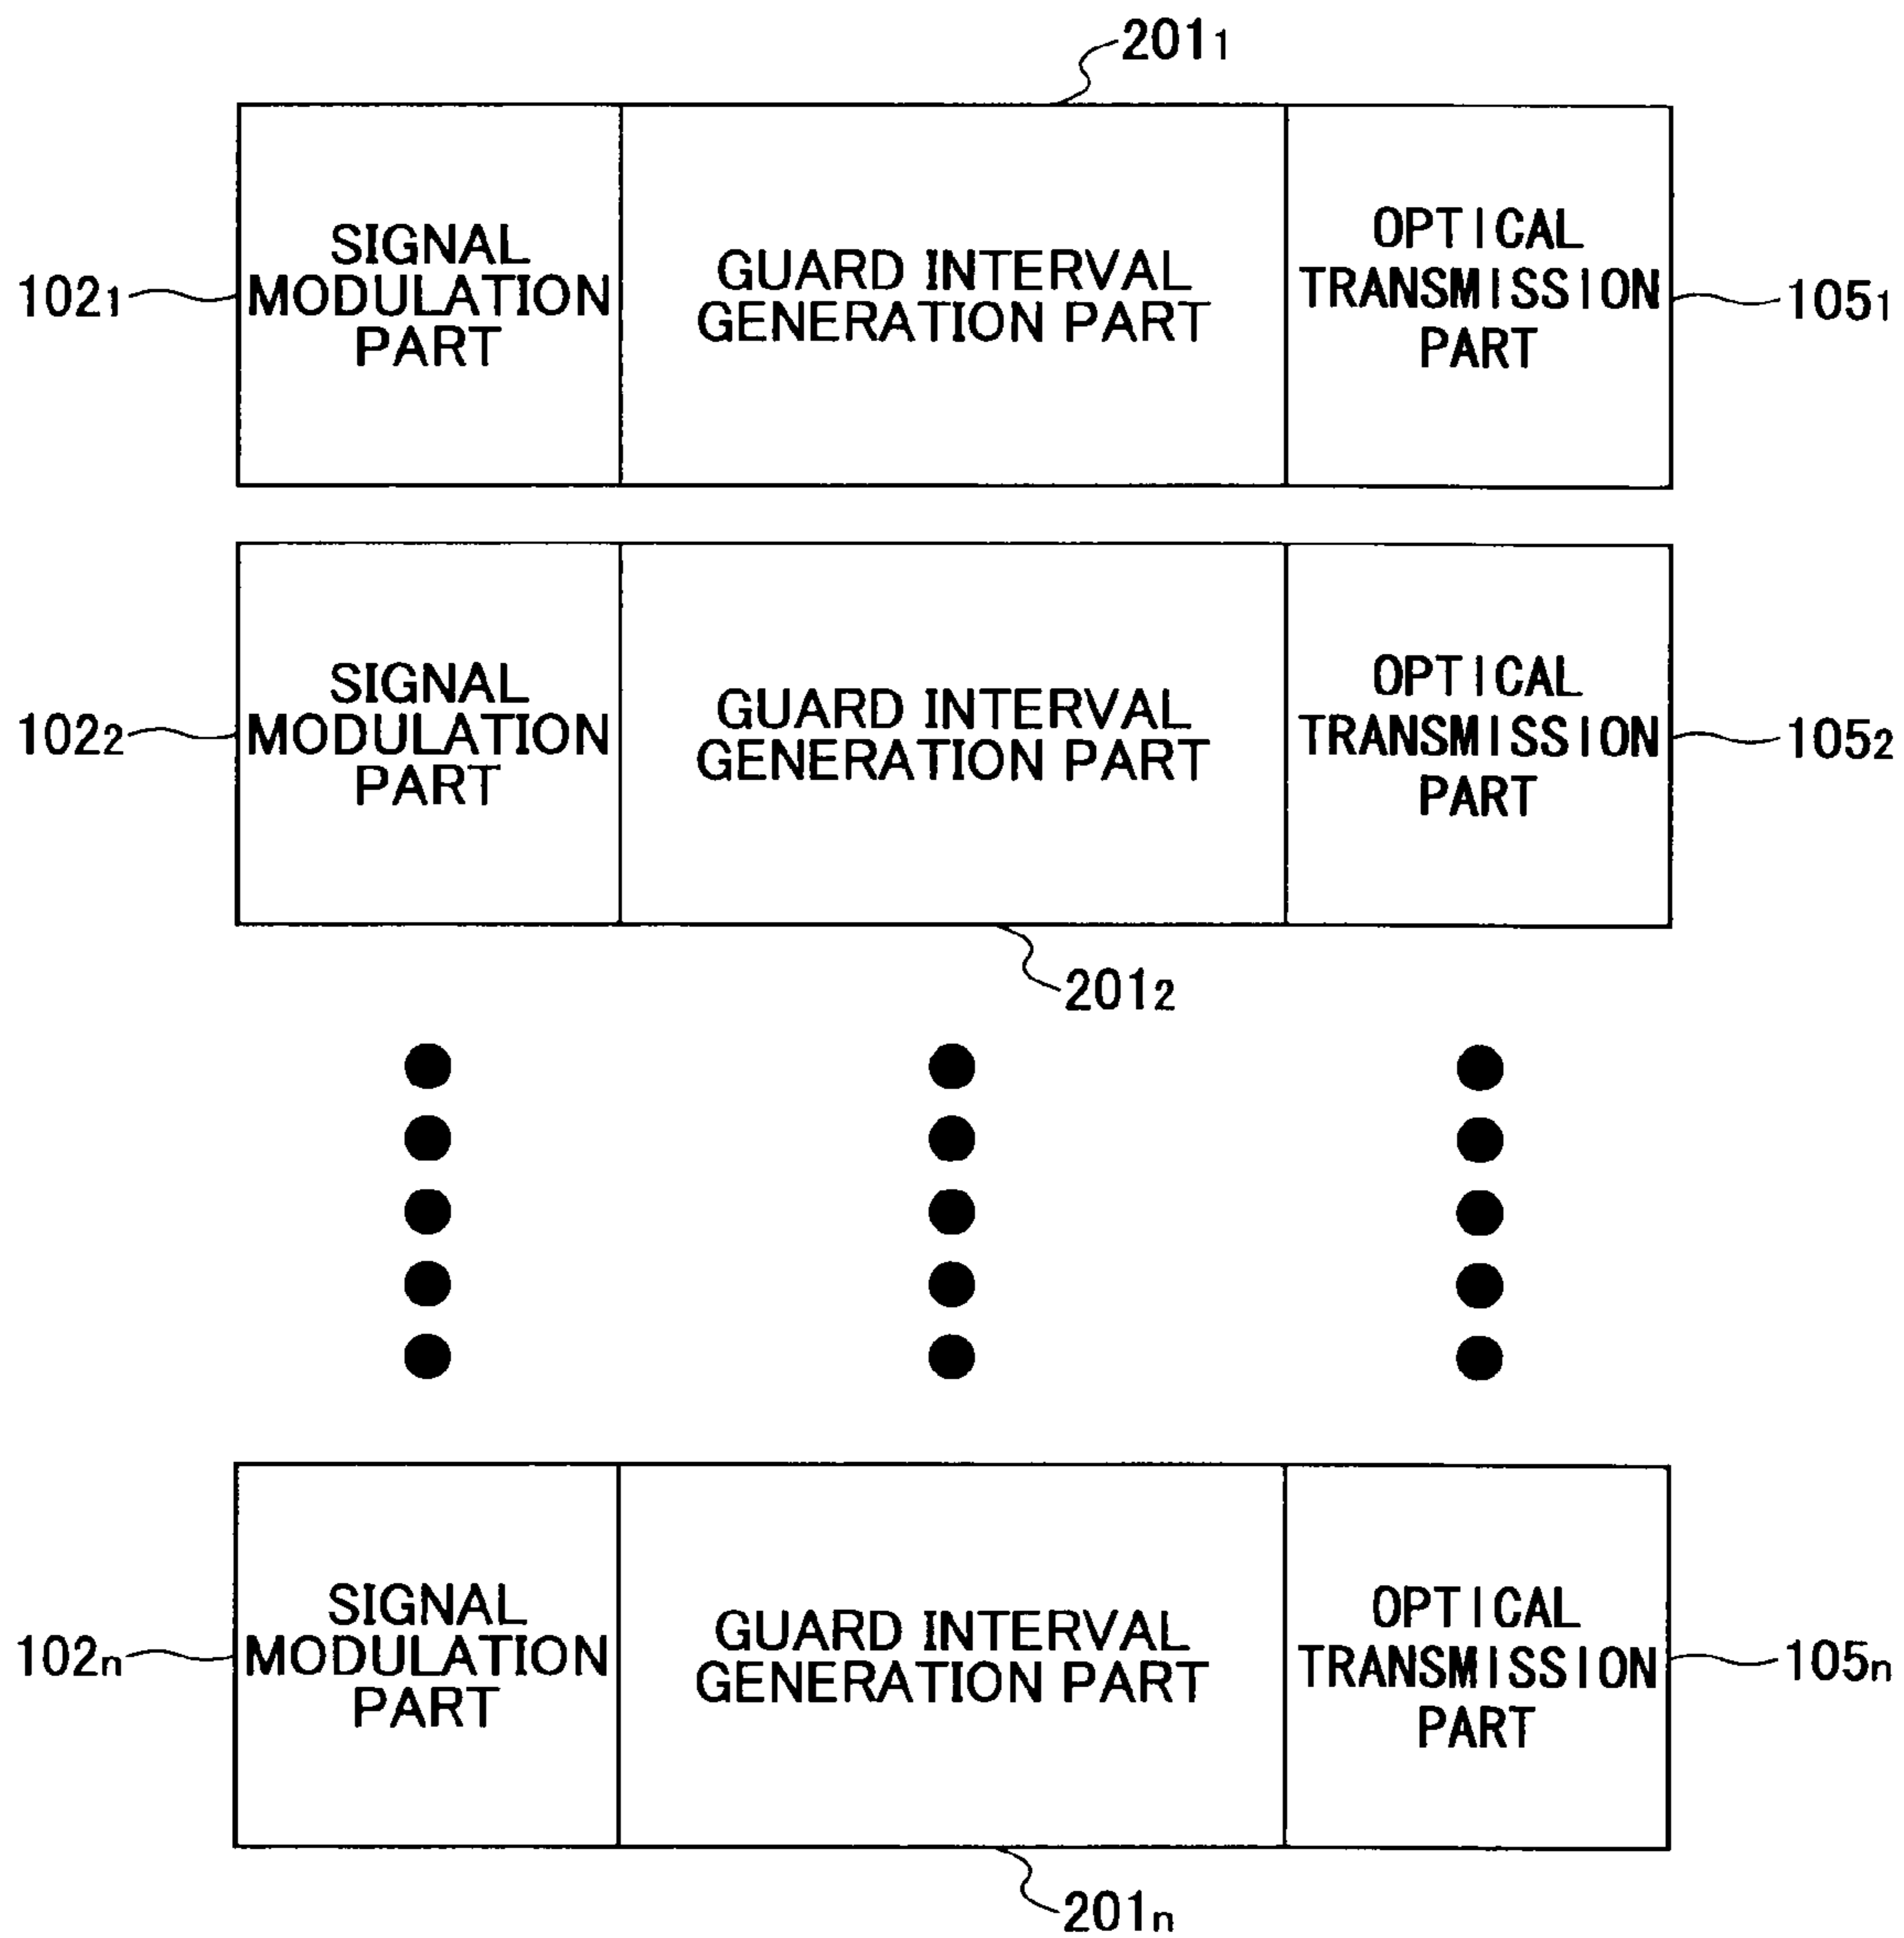 201₁
SIGNAL
MODULATION
PART
GUARD INTERVAL
GENERATION PART
OPTICAL
TRANSMISSION
PART
102₁
105₁
SIGNAL
MODULATION
PART
GUARD INTERVAL
GENERATION PART
OPTICAL
TRANSMISSION
PART
102₂
105₂
201₂
SIGNAL
MODULATION
PART
GUARD INTERVAL
GENERATION PART
OPTICAL
TRANSMISSION
PART
102ₙ
105ₙ
201ₙ